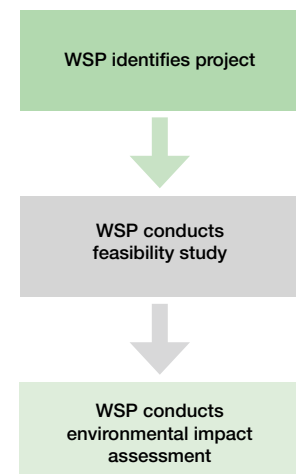 WSP identifies project
WSP conducts
feasibility study
WSP conducts
environmental impact
assessment